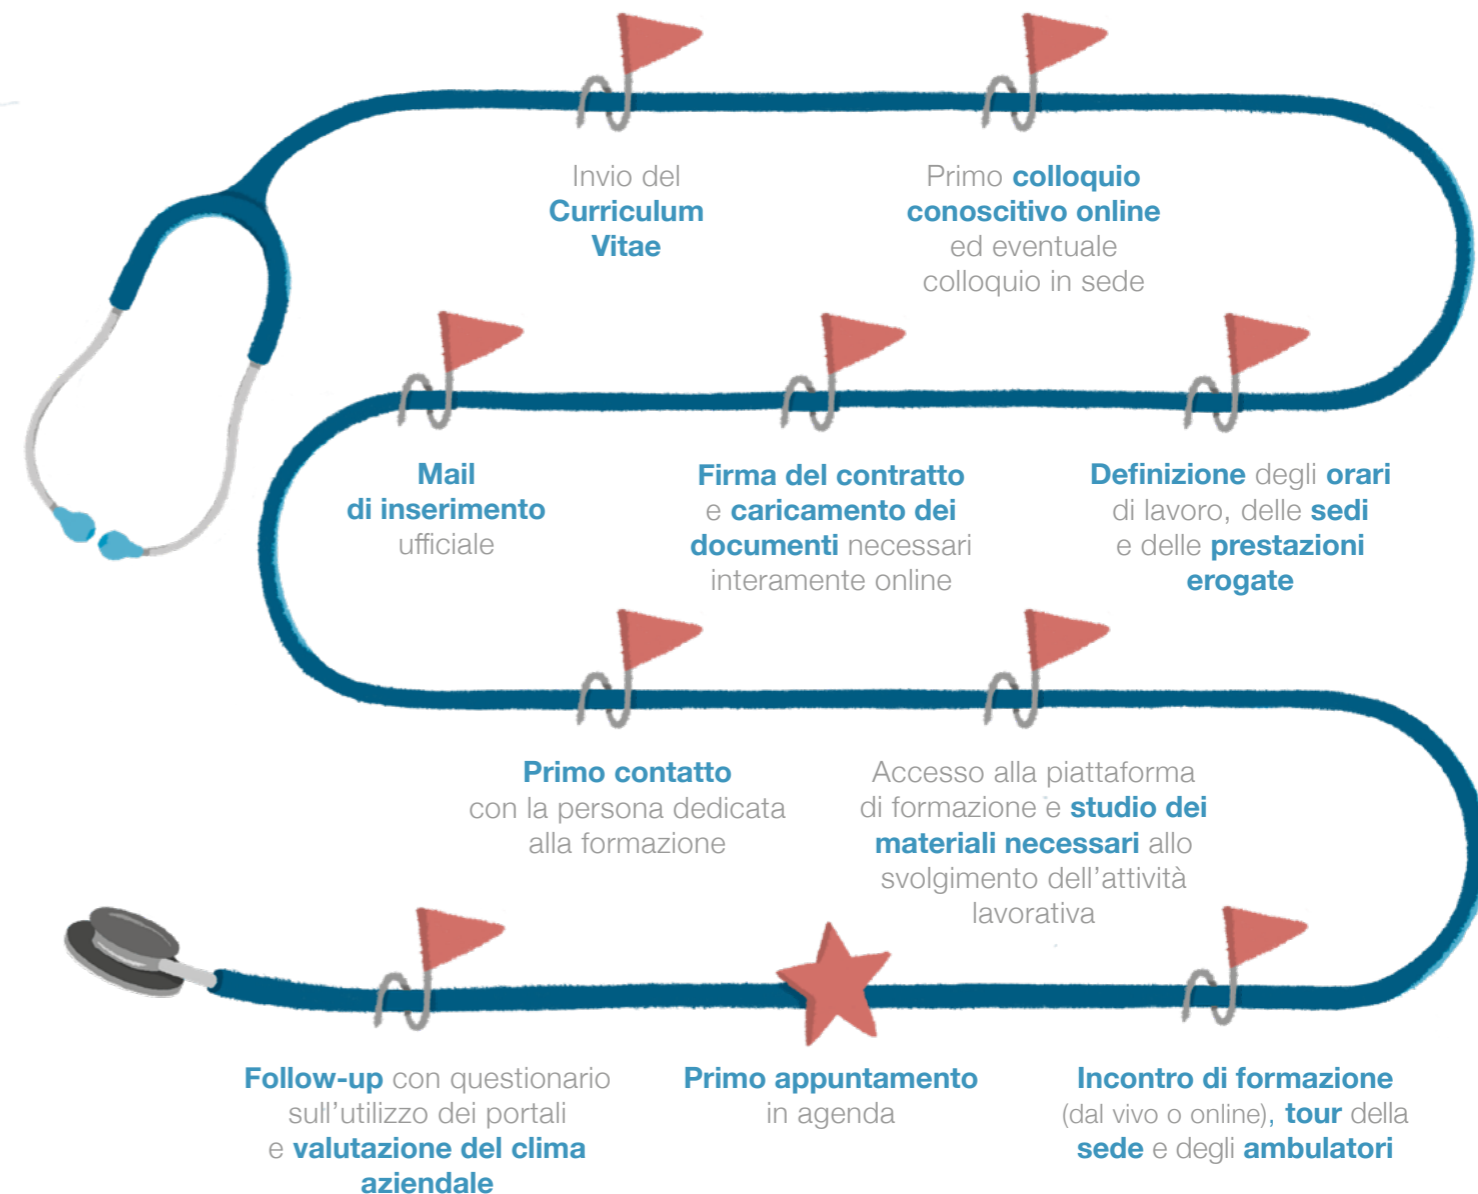 Invio del
Curriculum
Vitae
Primo colloquio
conoscitivo online
ed eventuale
colloquio in sede
Mail
di inserimento
ufficiale
Firma del contratto
e caricamento dei
documenti necessari
interamente online
Definizione degli orari
di lavoro, delle sedi
e delle prestazioni
erogate
Primo contatto
con la persona dedicata
alla formazione
Accesso alla piattaforma
di formazione e studio dei
materiali necessari allo
svolgimento dell'attività
lavorativa
Follow-up con questionario
sull'utilizzo dei portali
e valutazione del clima
aziendale
Primo appuntamento
in agenda
Incontro di formazione
(dal vivo o online), tour della
sede e degli ambulatori